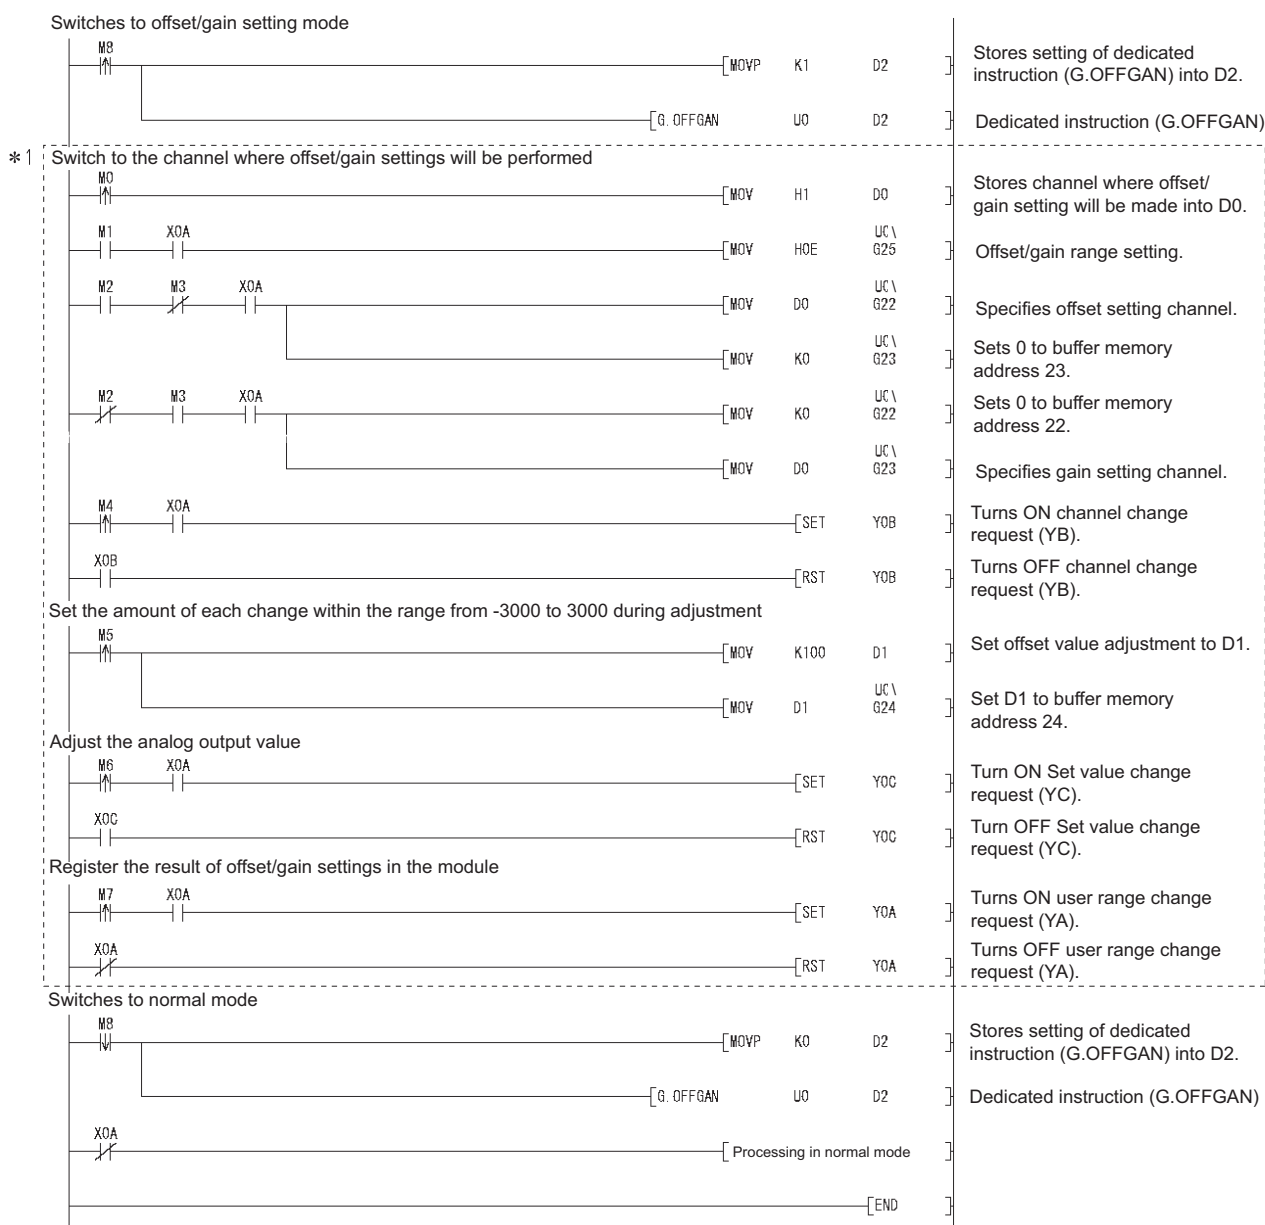 Switches to offset/gain setting mode
M8
MOVP K1 D2
Stores setting of dedicated
instruction (G.OFFGAN) into D2.
G.OFFGAN U0 D2
Dedicated instruction (G.OFFGAN)
*1 Switch to the channel where offset/gain settings will be performed
M0
MOV H1 D0
Stores channel where offset/
gain setting will be made into D0.
M1 X0A
U0\
MOV H0E G25
Offset/gain range setting.
M2 M3 X0A
U0\
MOV D0 G22
Specifies offset setting channel.
U0\
MOV K0 G23
Sets 0 to buffer memory
address 23.
M2 M3 X0A
U0\
MOV K0 G22
Sets 0 to buffer memory
address 22.
U0\
MOV D0 G23
Specifies gain setting channel.
M4 X0A
SET Y0B
Turns ON channel change
request (YB).
X0B
RST Y0B
Turns OFF channel change
request (YB).
Set the amount of each change within the range from -3000 to 3000 during adjustment
M5
MOV K100 D1
Set offset value adjustment to D1.
U0\
MOV D1 G24
Set D1 to buffer memory
address 24.
Adjust the analog output value
M6 X0A
SET Y0C
Turn ON Set value change
request (YC).
X0C
RST Y0C
Turn OFF Set value change
request (YC).
Register the result of offset/gain settings in the module
M7 X0A
SET Y0A
Turns ON user range change
request (YA).
X0A
RST Y0A
Turns OFF user range change
request (YA).
Switches to normal mode
M8
MOVP K0 D2
Stores setting of dedicated
instruction (G.OFFGAN) into D2.
G.OFFGAN U0 D2
Dedicated instruction (G.OFFGAN)
X0A
Processing in normal mode
END